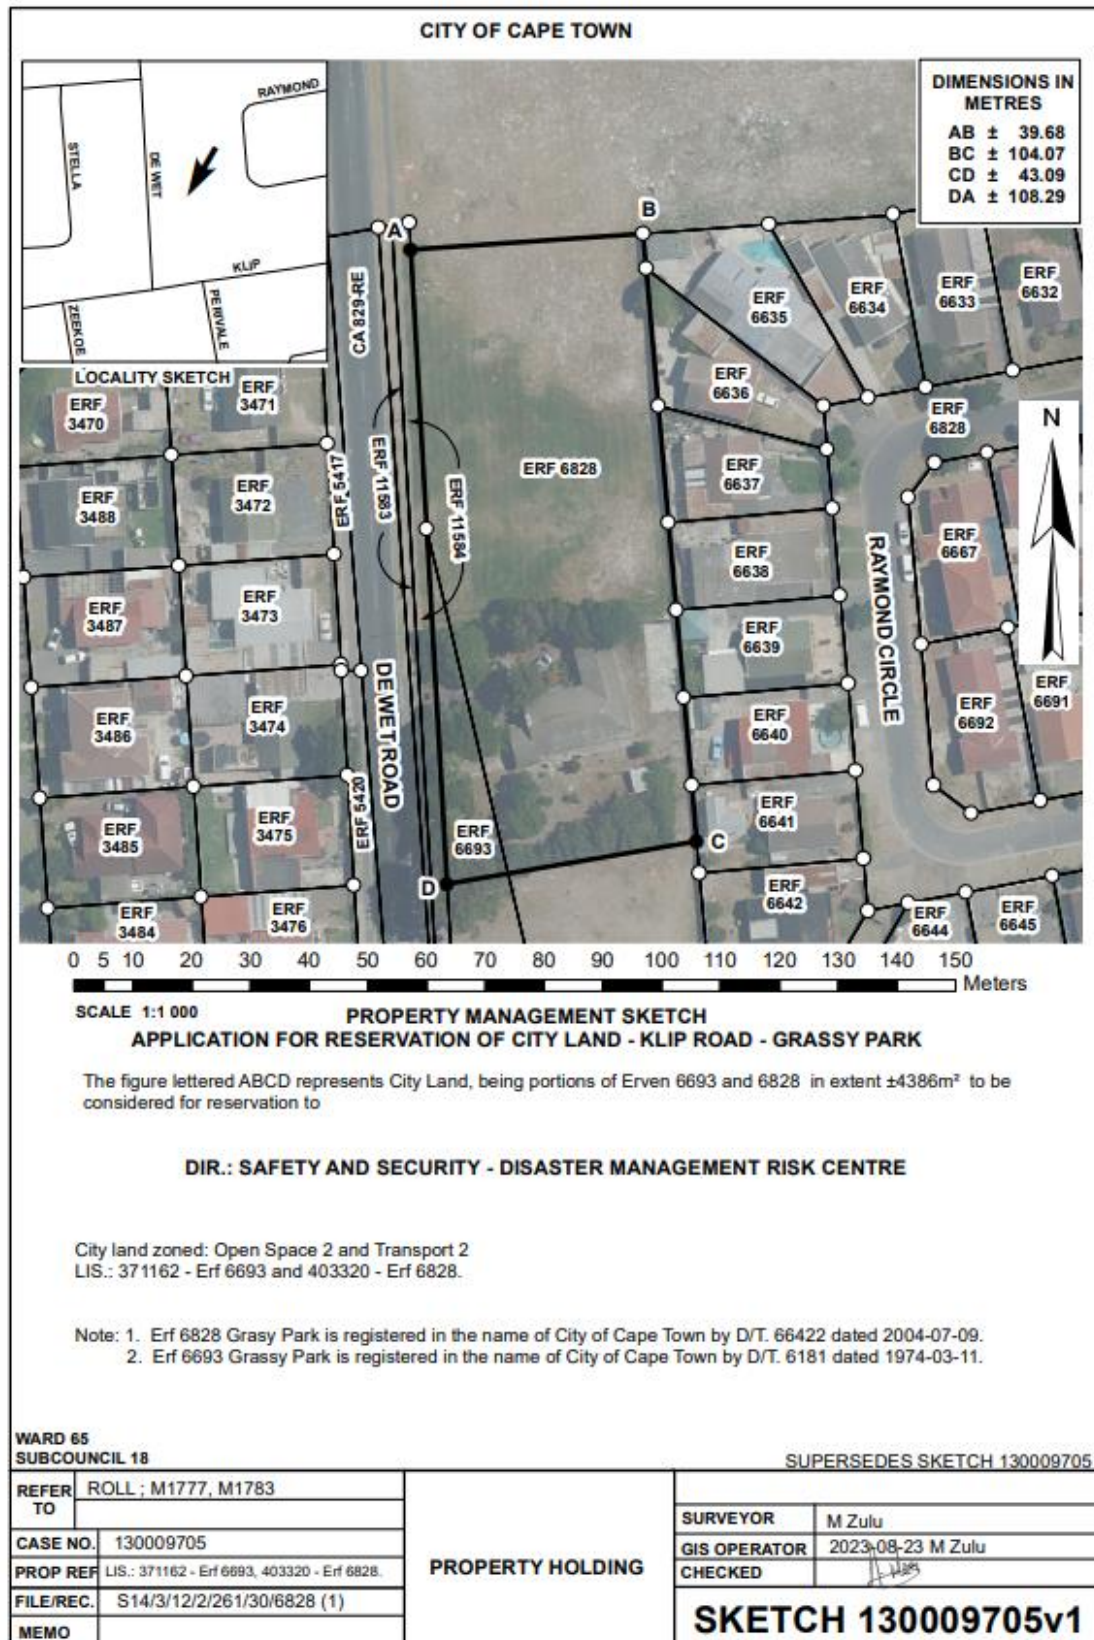 CITY OF CAPE TOWN
RAYMOND
STELLA
DE WET
KLIP
ZEEKOE
PERIVALE
LOCALITY SKETCH
DIMENSIONS IN
METRES
AB ± 39.68
BC ± 104.07
CD ± 43.09
DA ± 108.29
A
B
C
D
N
CA 829-RE
ERF 5417
ERF 11583
ERF 11584
ERF 5420
DE WET ROAD
RAYMOND CIRCLE
ERF
3470
ERF
3471
ERF
3488
ERF
3472
ERF
3487
ERF
3473
ERF
3486
ERF
3474
ERF
3485
ERF
3475
ERF
3484
ERF
3476
ERF 6828
ERF
6693
ERF
6635
ERF
6634
ERF
6633
ERF
6632
ERF
6636
ERF
6828
ERF
6637
ERF
6667
ERF
6638
ERF
6639
ERF
6640
ERF
6692
ERF
6691
ERF
6641
ERF
6642
ERF
6644
ERF
6645
0 5 10 20 30 40 50 60 70 80 90 100 110 120 130 140 150
Meters
SCALE 1:1 000
PROPERTY MANAGEMENT SKETCH
APPLICATION FOR RESERVATION OF CITY LAND - KLIP ROAD - GRASSY PARK
The figure lettered ABCD represents City Land, being portions of Erven 6693 and 6828 in extent ±4386m² to be
considered for reservation to
DIR.: SAFETY AND SECURITY - DISASTER MANAGEMENT RISK CENTRE
City land zoned: Open Space 2 and Transport 2
LIS.: 371162 - Erf 6693 and 403320 - Erf 6828.
Note: 1. Erf 6828 Grasy Park is registered in the name of City of Cape Town by D/T. 66422 dated 2004-07-09.
2. Erf 6693 Grassy Park is registered in the name of City of Cape Town by D/T. 6181 dated 1974-03-11.
WARD 65
SUBCOUNCIL 18
SUPERSEDES SKETCH 130009705
REFER TO
ROLL ; M1777, M1783
CASE NO. 130009705
PROP REF LIS.: 371162 - Erf 6693, 403320 - Erf 6828.
FILE/REC. S14/3/12/2/261/30/6828 (1)
MEMO
PROPERTY HOLDING
SURVEYOR M Zulu
GIS OPERATOR 2023-08-23 M Zulu
CHECKED
SKETCH 130009705v1